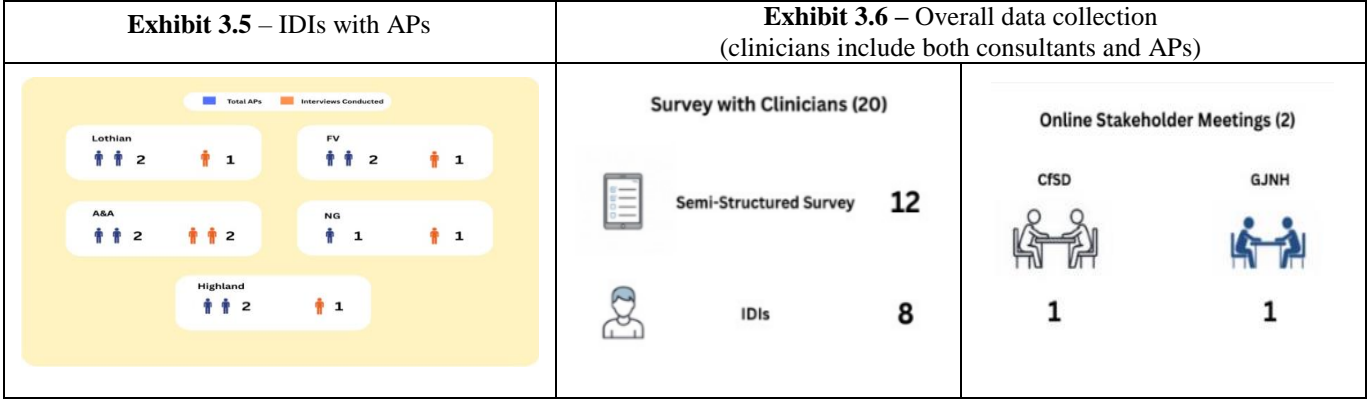 Exhibit 3.5 – IDIs with APs
Exhibit 3.6 – Overall data collection
(clinicians include both consultants and APs)
Total APs Interviews Conducted
Lothian
2 1
FV
2 1
A&A
2 2
NG
1 1
Highland
2 1
Survey with Clinicians (20)
Semi-Structured Survey 12
IDIs 8
Online Stakeholder Meetings (2)
CfSD GJNH
1 1